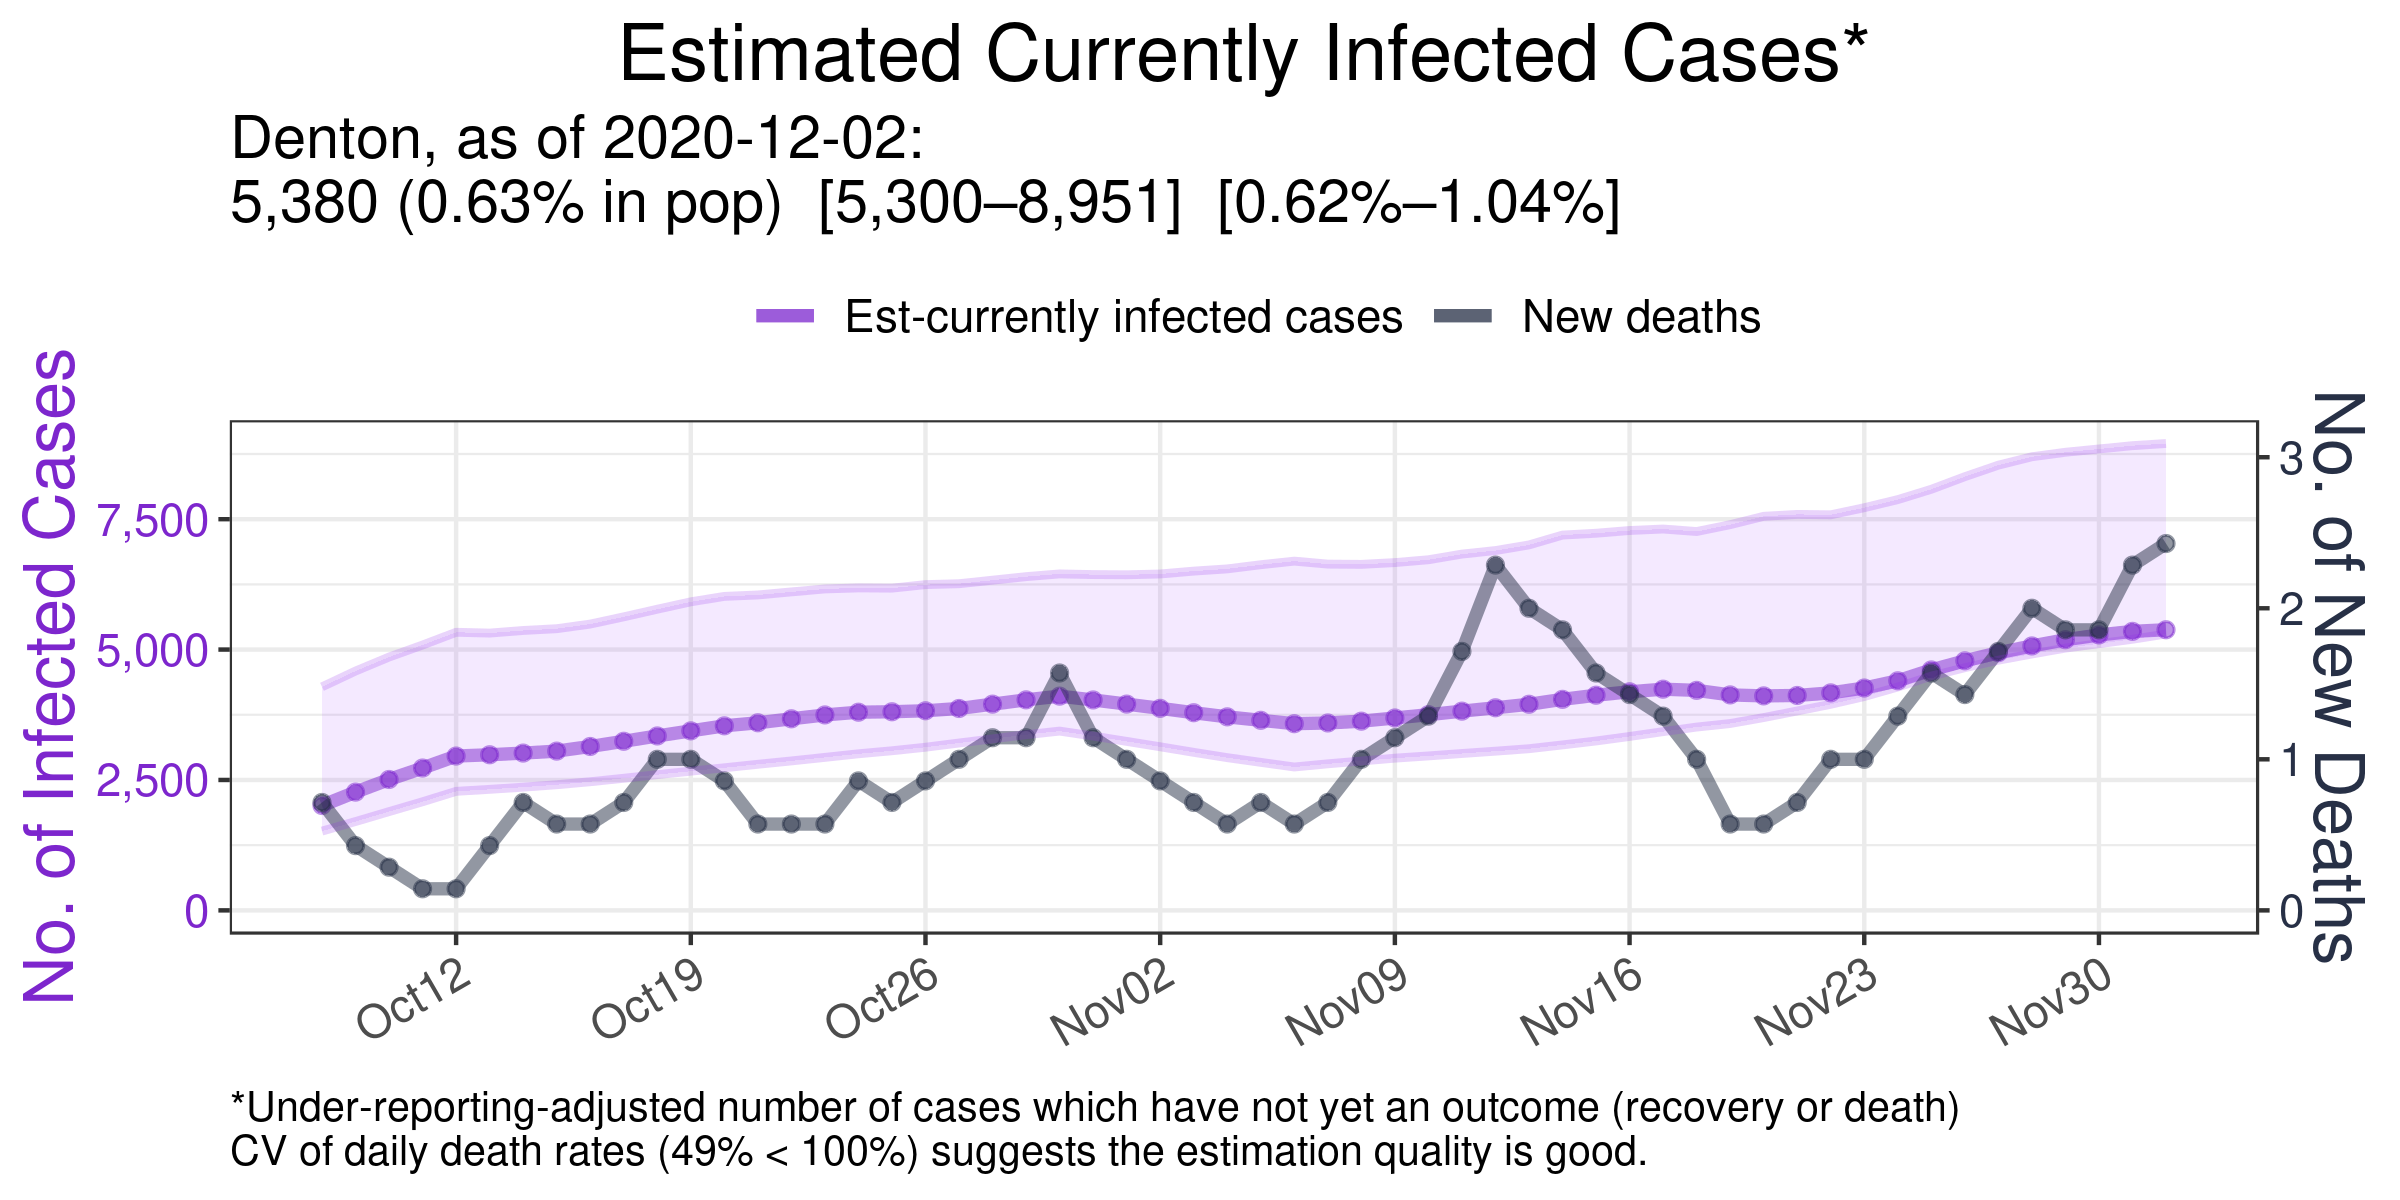 Estimated Currently Infected Cases*
Denton, as of 2020-12-02:
5,380 (0.63% in pop) [5,300–8,951] [0.62%–1.04%]
Est-currently infected cases
New deaths
No. of Infected Cases
7,500
5,000
2,500
0
No. of New Deaths
3
2
1
0
Oct12
Oct19
Oct26
Nov02
Nov09
Nov16
Nov23
Nov30
*Under-reporting-adjusted number of cases which have not yet an outcome (recovery or death)
CV of daily death rates (49% < 100%) suggests the estimation quality is good.